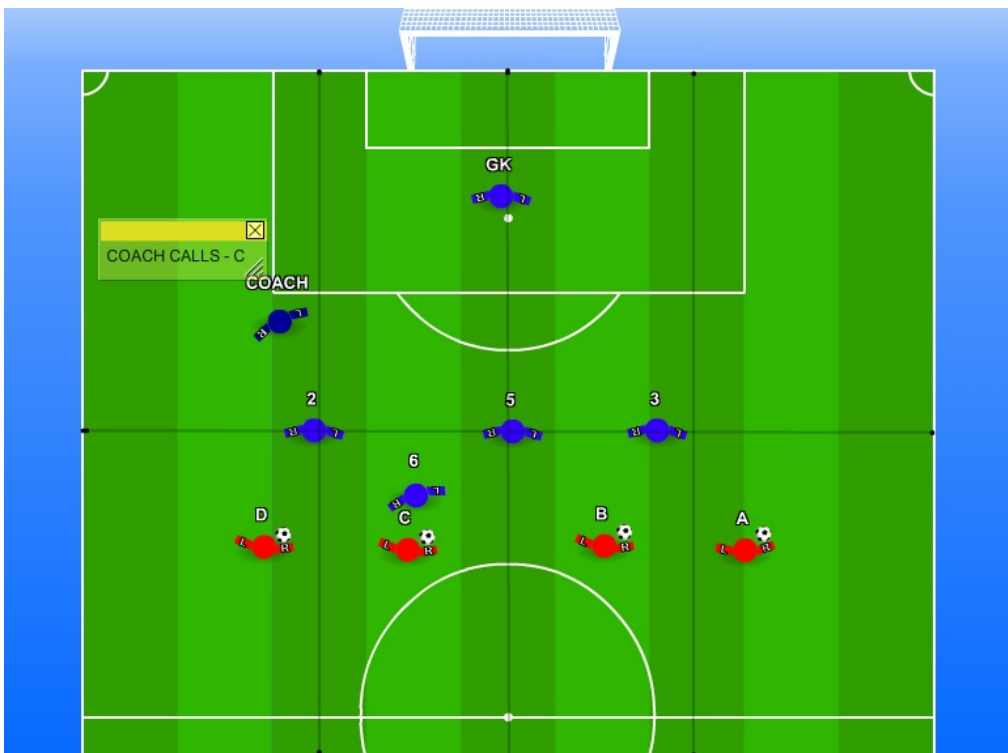 GK
R L
COACH CALLS - C
COACH
R L
2 5 3
R L R L R L
6
R L
D C B A
L R L R L R L R